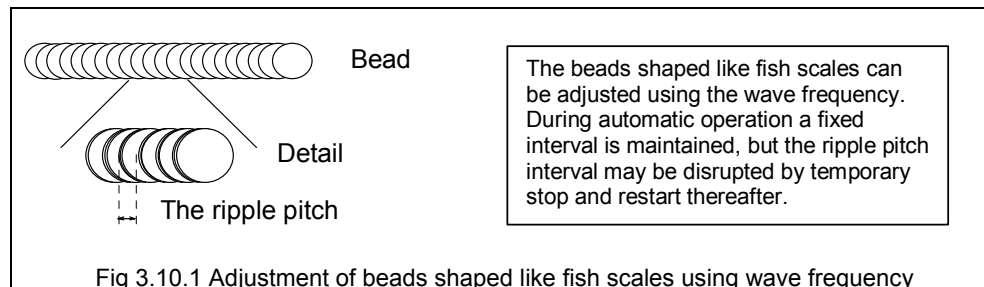 Bead
Detail
The ripple pitch
The beads shaped like fish scales can
be adjusted using the wave frequency.
During automatic operation a fixed
interval is maintained, but the ripple pitch
interval may be disrupted by temporary
stop and restart thereafter.
Fig 3.10.1 Adjustment of beads shaped like fish scales using wave frequency